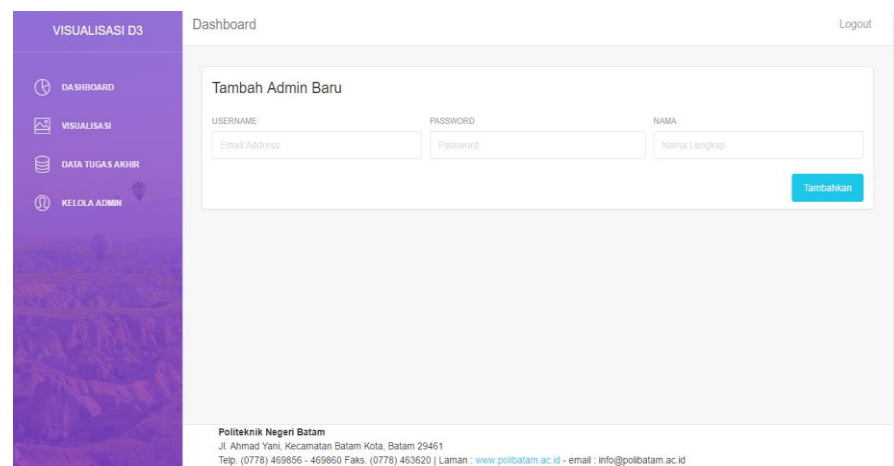 VISUALISASI D3
Dashboard
Logout
DASHBOARD
VISUALISASI
DATA TUGAS AKHIR
KELOLA ADMIN
Tambah Admin Baru
USERNAME
PASSWORD
NAMA
Email Address
Password
Nama Lengkap
Tambahkan
Politeknik Negeri Batam
Jl. Ahmad Yani, Kecamatan Batam Kota, Batam 29461
Telp. (0778) 469856 - 469860 Faks. (0778) 463620 | Laman : www.polibatam.ac.id - email : info@polibatam.ac.id